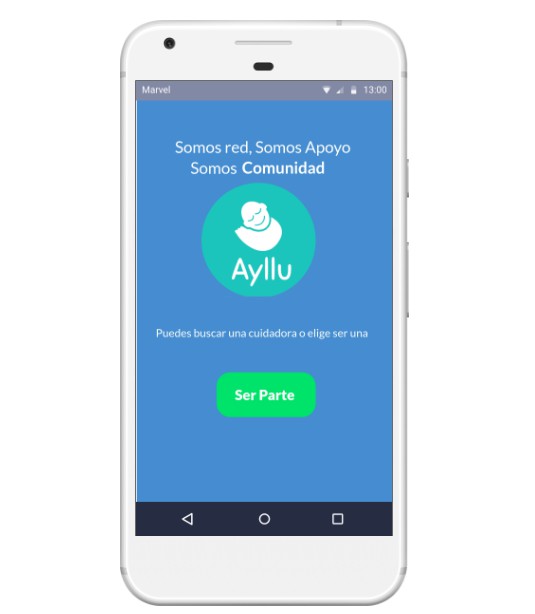 Marvel 13:00
Somos red, Somos Apoyo
Somos Comunidad
Ayllu
Puedes buscar una cuidadora o elige ser una
Ser Parte